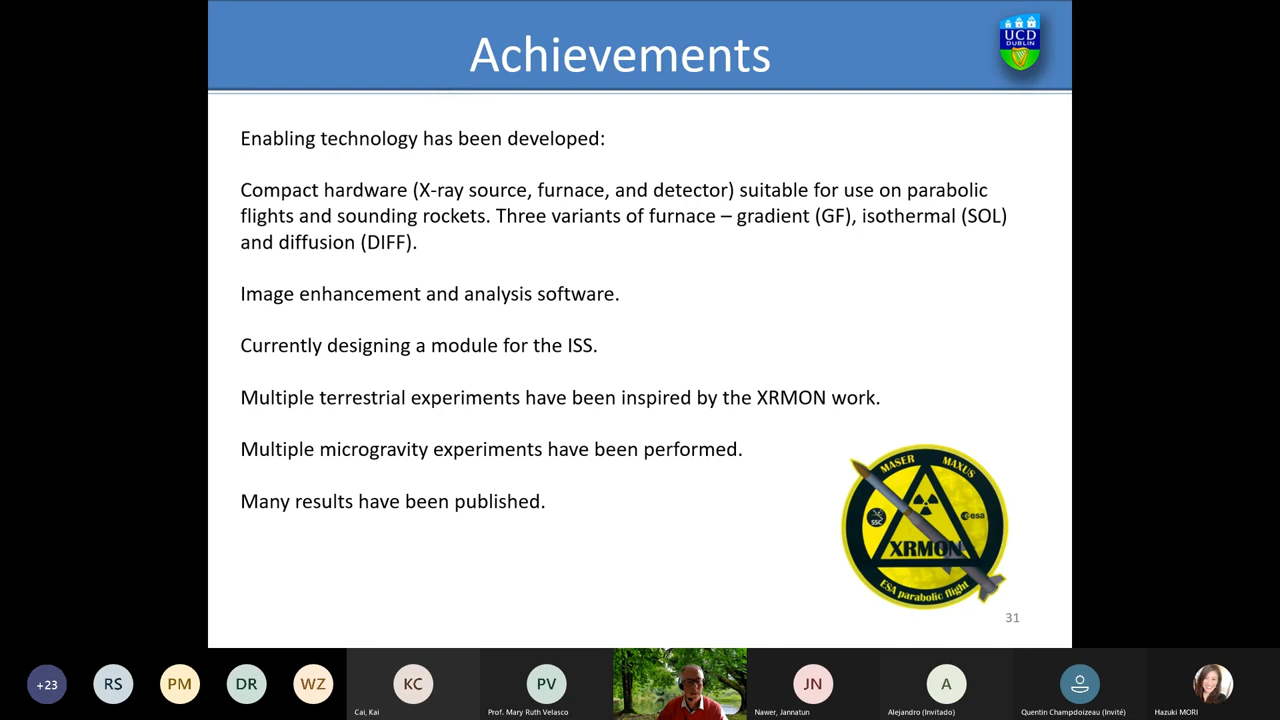 Achievements
UCD
DUBLIN
Enabling technology has been developed:
Compact hardware (X-ray source, furnace, and detector) suitable for use on parabolic
flights and sounding rockets. Three variants of furnace – gradient (GF), isothermal (SOL)
and diffusion (DIFF).
Image enhancement and analysis software.
Currently designing a module for the ISS.
Multiple terrestrial experiments have been inspired by the XRMON work.
Multiple microgravity experiments have been performed.
Many results have been published.
MASER MAXUS
SSC
esa
XRMON
ESA parabolic flight
31
+23
RS
PM
DR
WZ
KC
PV
JN
A
Cai, Kai
Prof. Mary Ruth Velasco
Nawer, Jannatun
Alejandro (Invitado)
Quentin Champdoizeau (Invité)
Hazuki MORI